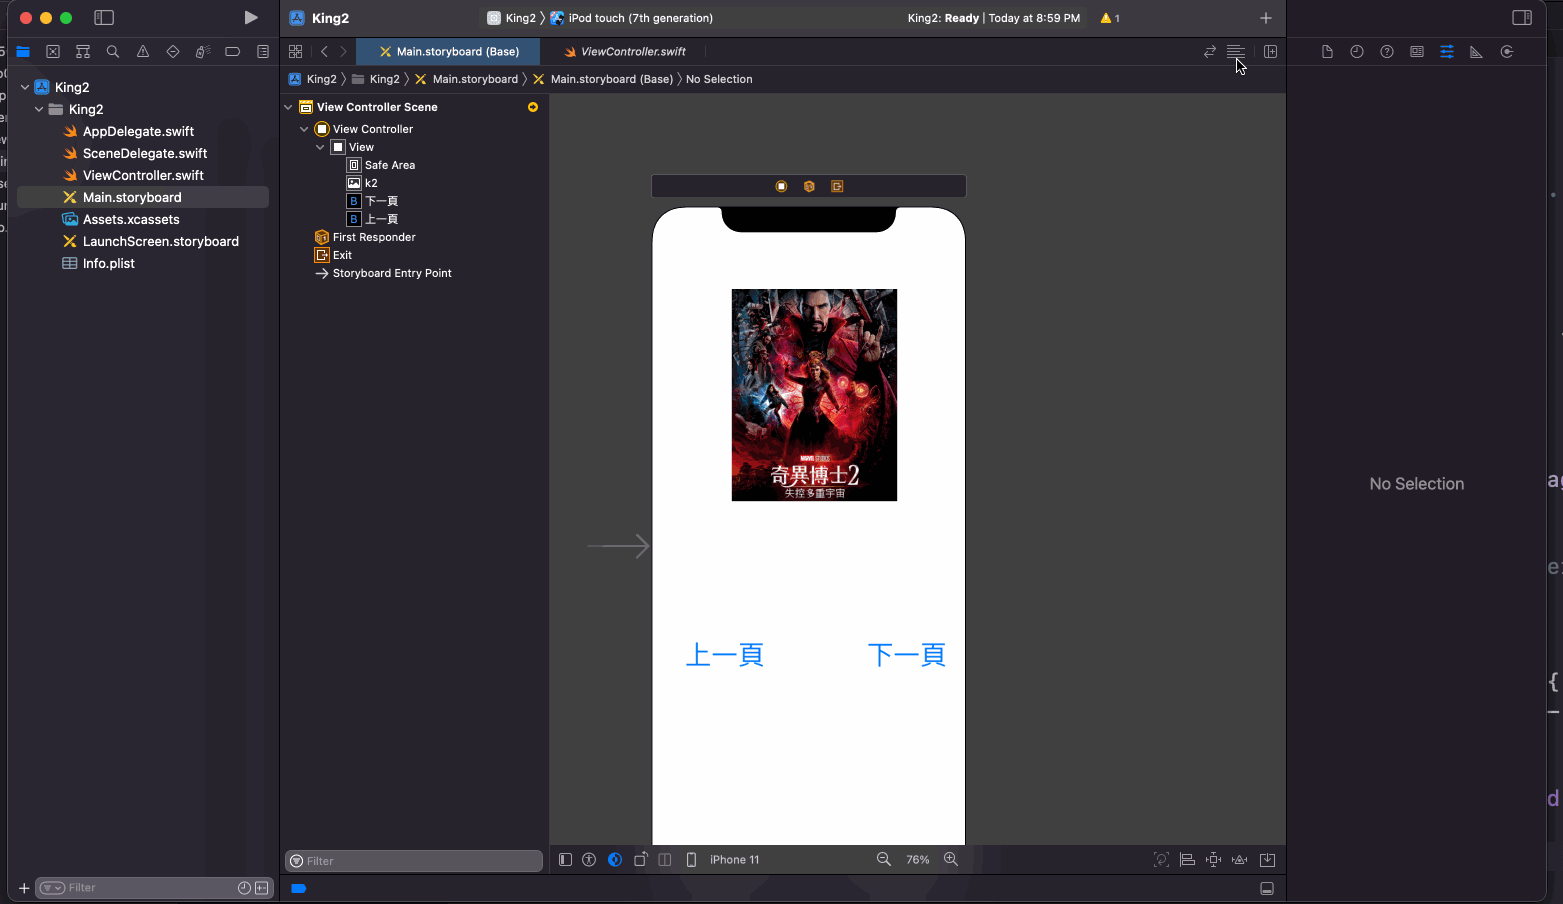 King2
King2 〉 iPod touch (7th generation)
King2: Ready | Today at 8:59 PM
1
Main.storyboard (Base)
ViewController.swift
King2 〉 King2 〉 Main.storyboard 〉 Main.storyboard (Base) 〉 No Selection
King2
King2
AppDelegate.swift
SceneDelegate.swift
ViewController.swift
Main.storyboard
Assets.xcassets
LaunchScreen.storyboard
Info.plist
View Controller Scene
View Controller
View
Safe Area
k2
B 下一頁
B 上一頁
First Responder
Exit
Storyboard Entry Point
MARVEL STUDIOS
奇異博士2
失控多重宇宙
上一頁
下一頁
No Selection
Filter
iPhone 11
76%
Filter